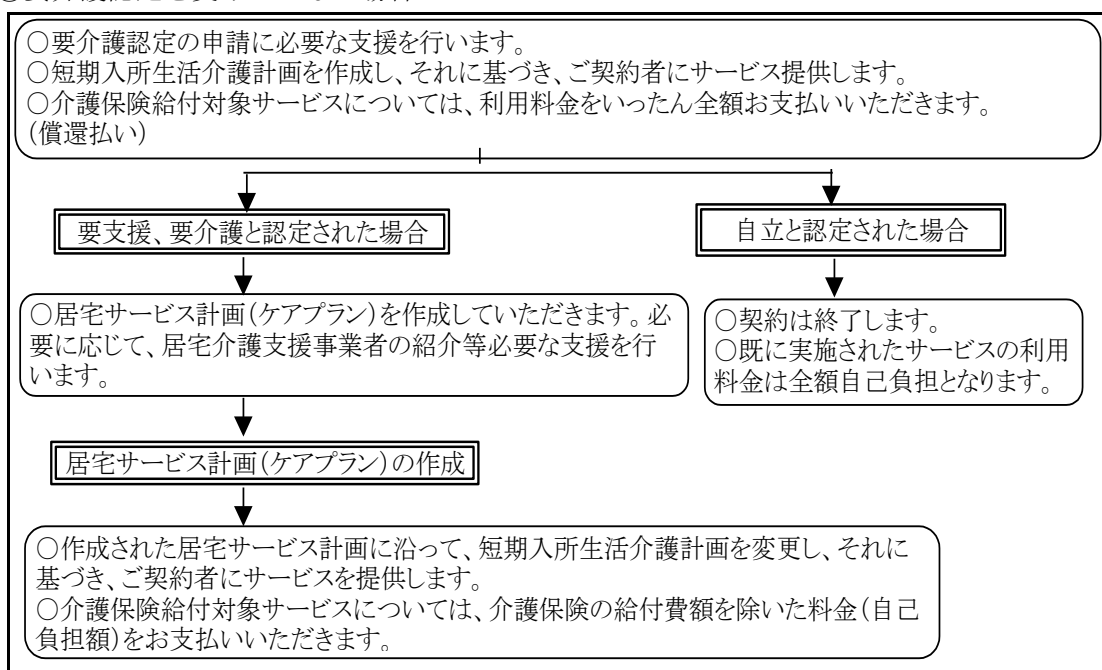 ○要介護認定の申請に必要な支援を行います。
○短期入所生活介護計画を作成し、それに基づき、ご契約者にサービス提供します。
○介護保険給付対象サービスについては、利用料金をいったん全額お支払いいただきます。
(償還払い)
要支援、要介護と認定された場合
自立と認定された場合
○居宅サービス計画(ケアプラン)を作成していただきます。必
要に応じて、居宅介護支援事業者の紹介等必要な支援を行
います。
○契約は終了します。
○既に実施されたサービスの利用
料金は全額自己負担となります。
居宅サービス計画(ケアプラン)の作成
○作成された居宅サービス計画に沿って、短期入所生活介護計画を変更し、それに
基づき、ご契約者にサービスを提供します。
○介護保険給付対象サービスについては、介護保険の給付費額を除いた料金(自己
負担額)をお支払いいただきます。